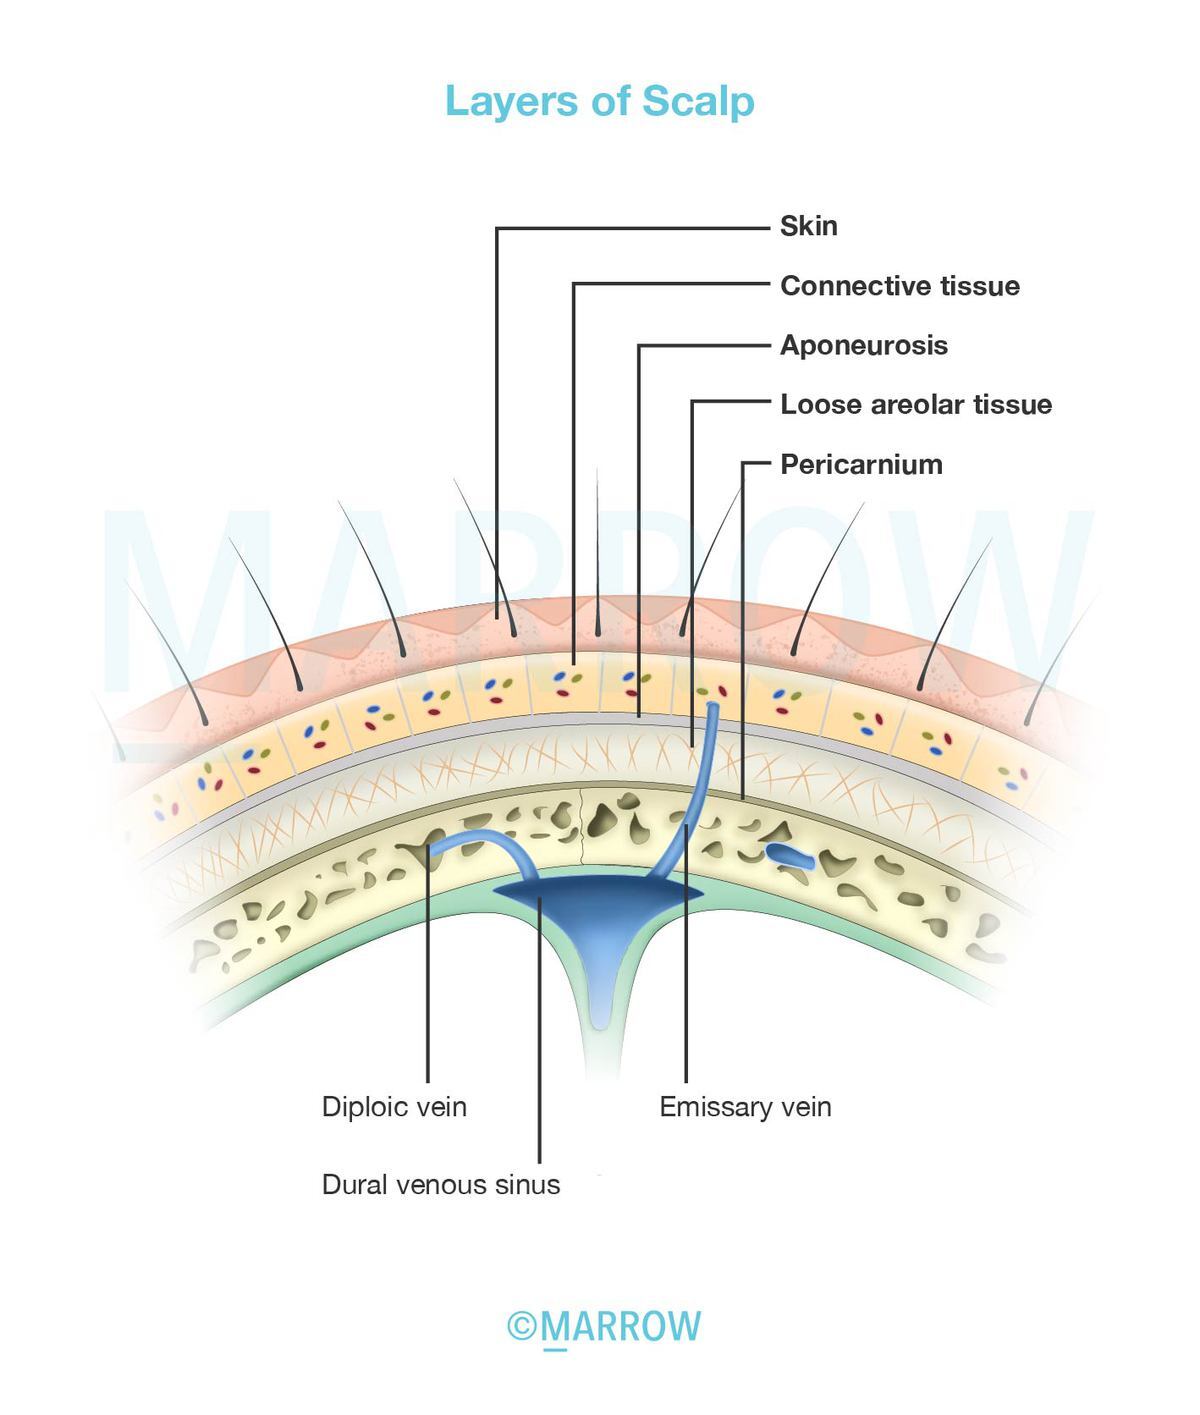 Layers of Scalp
Skin
Connective tissue
Aponeurosis
Loose areolar tissue
Pericarnium
MARROW
Diploic vein
Emissary vein
Dural venous sinus
©MARROW